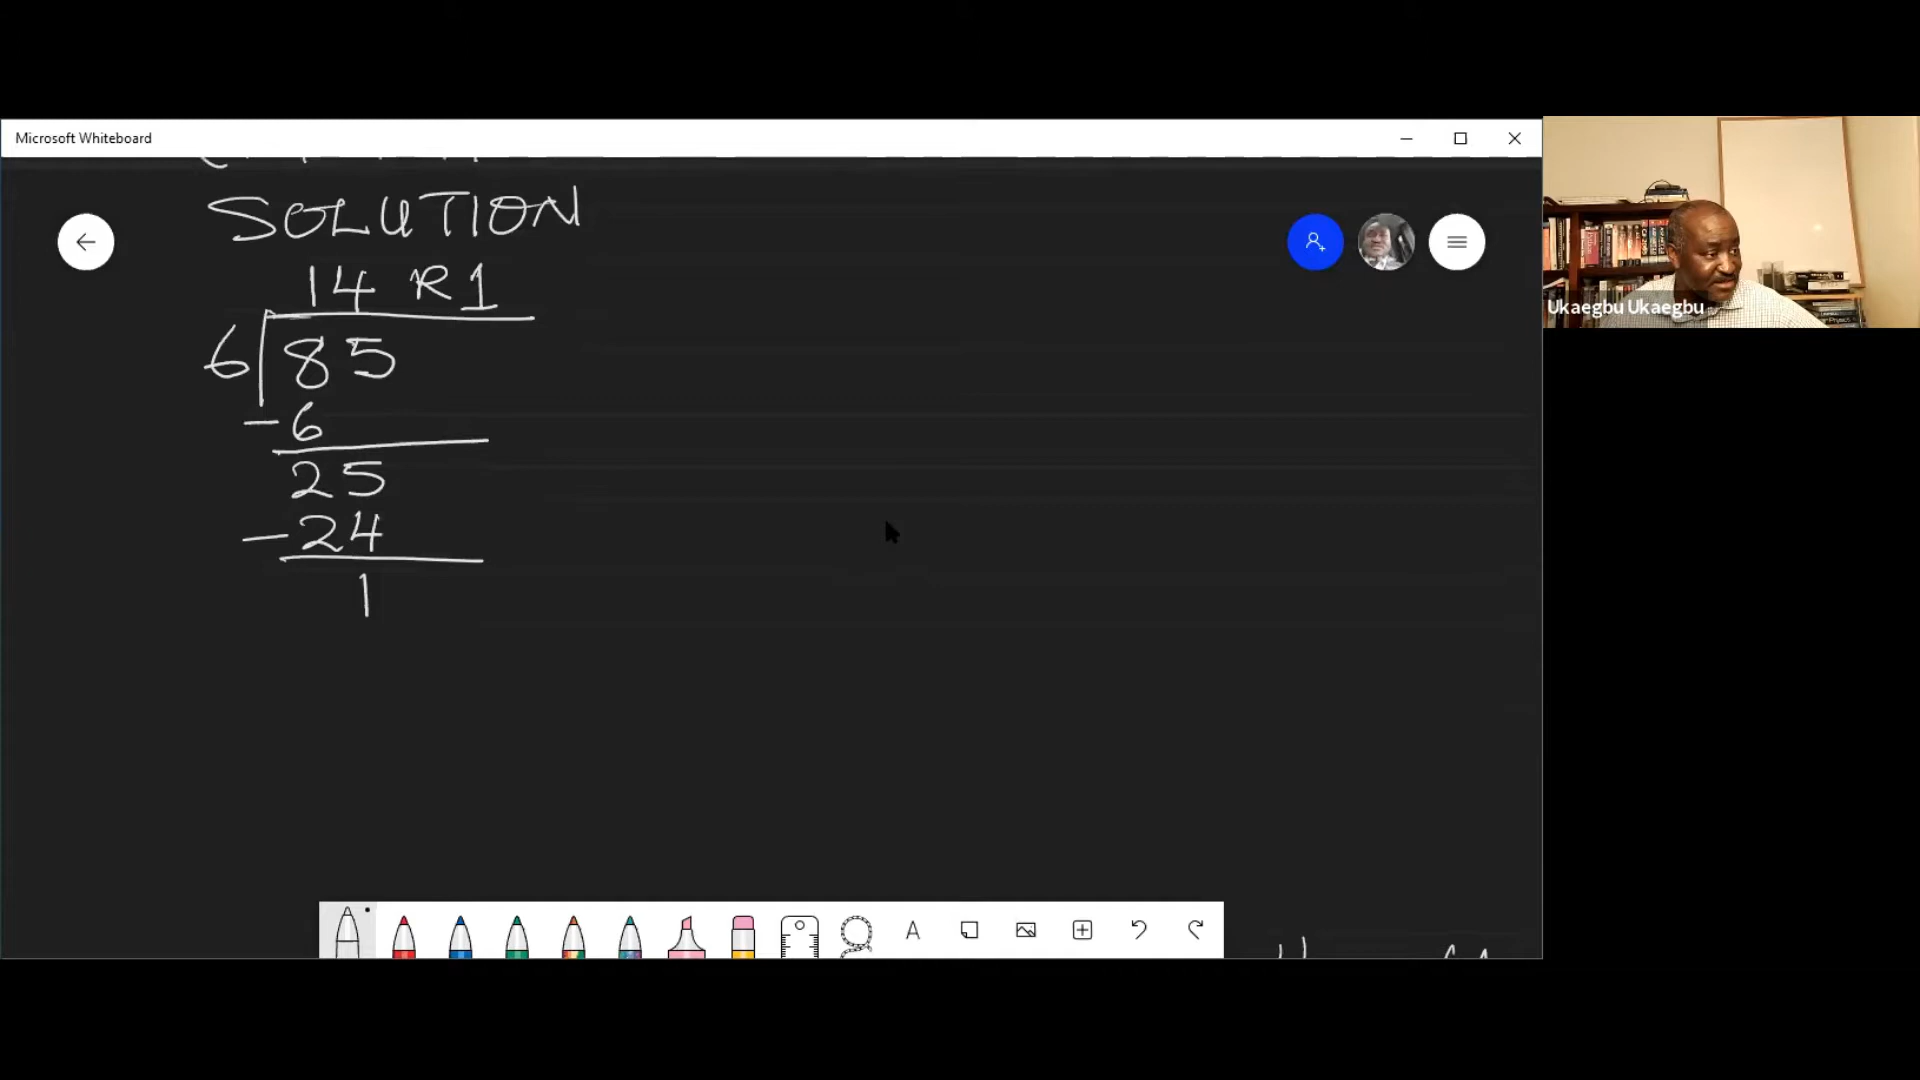 Microsoft Whiteboard
SOLUTION
14 R1
6 85
-6
25
-24
1
Ukaegbu Ukaegbu
A